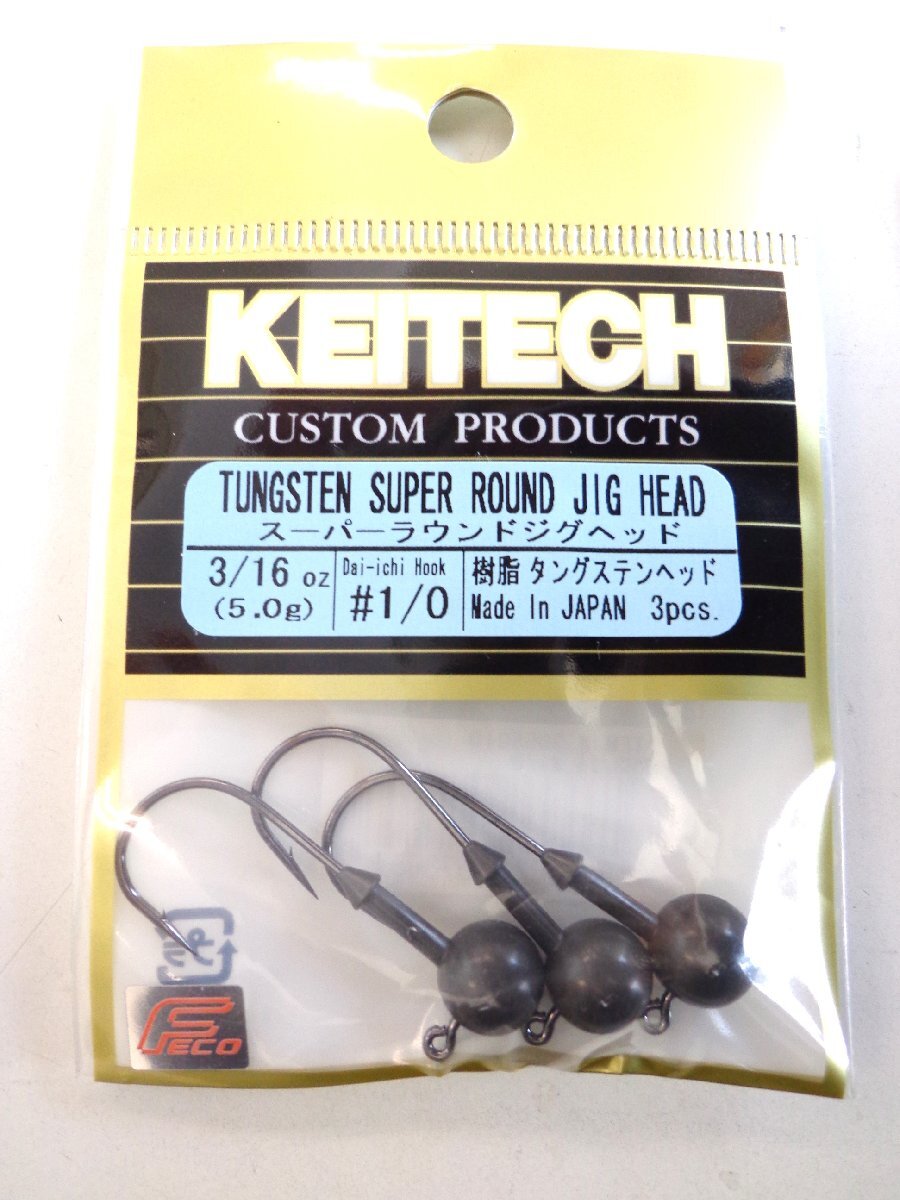 KEITECH
CUSTOM PRODUCTS
TUNGSTEN SUPER ROUND JIG HEAD
スーパーラウンドジグヘッド
3/16 oz
(5.0g)
Dai-ichi Hook
#1/0
樹脂 タングステンヘッド
Made In JAPAN 3pcs.
プラ
FECO